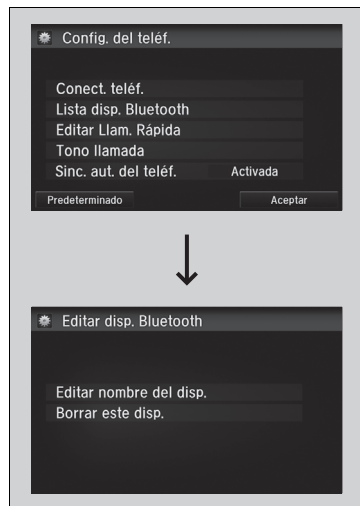 Config. del teléf.
Conect. teléf.
Lista disp. Bluetooth
Editar Llam. Rápida
Tono llamada
Sinc. aut. del teléf. Activada
Predeterminado Aceptar
Editar disp. Bluetooth
Editar nombre del disp.
Borrar este disp.